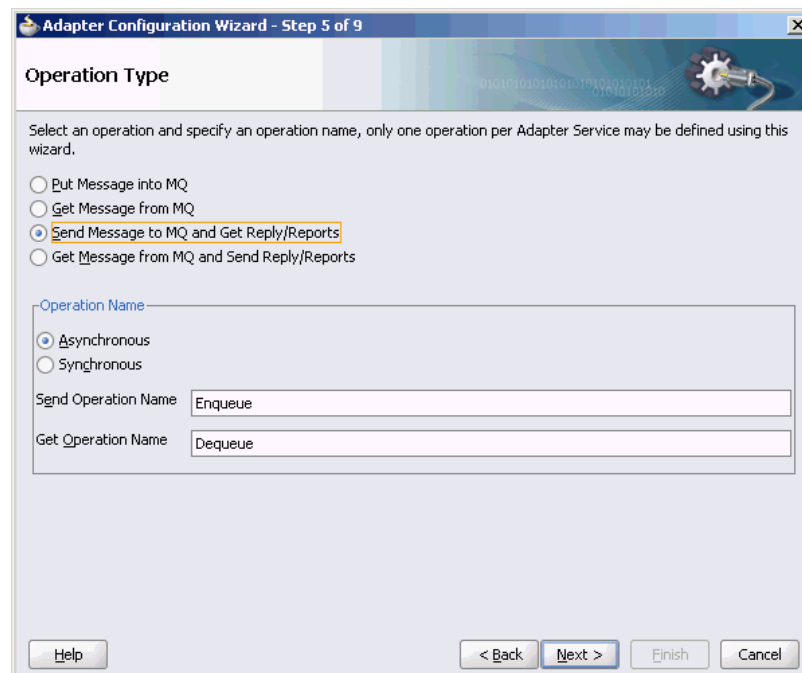 Adapter Configuration Wizard - Step 5 of 9
Operation Type
Select an operation and specify an operation name, only one operation per Adapter Service may be defined using this
wizard.
Put Message into MQ
Get Message from MQ
Send Message to MQ and Get Reply/Reports
Get Message from MQ and Send Reply/Reports
Operation Name
Asynchronous
Synchronous
Send Operation Name Enqueue
Get Operation Name Dequeue
Help < Back Next > Finish Cancel